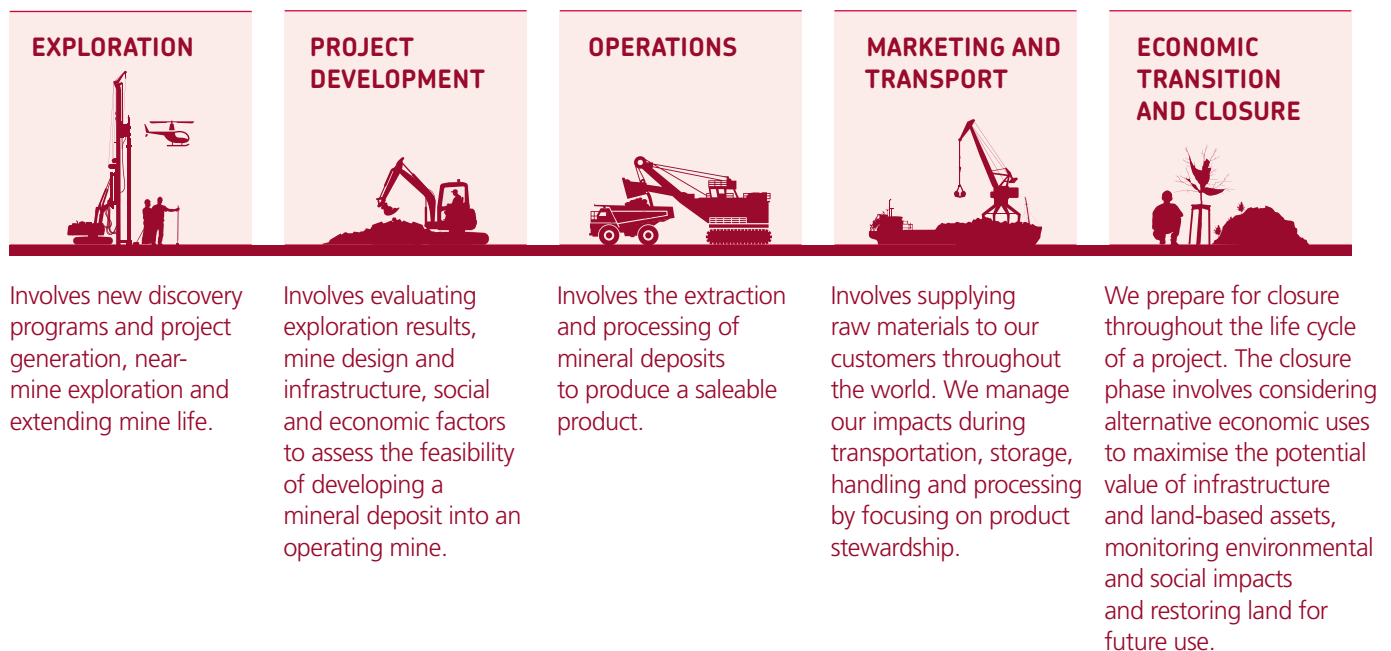 EXPLORATION
Involves new discovery
programs and project
generation, near-
mine exploration and
extending mine life.
PROJECT
DEVELOPMENT
Involves evaluating
exploration results,
mine design and
infrastructure, social
and economic factors
to assess the feasibility
of developing a
mineral deposit into an
operating mine.
OPERATIONS
Involves the extraction
and processing of
mineral deposits
to produce a saleable
product.
MARKETING AND
TRANSPORT
Involves supplying
raw materials to our
customers throughout
the world. We manage
our impacts during
transportation, storage,
handling and processing
by focusing on product
stewardship.
ECONOMIC
TRANSITION
AND CLOSURE
We prepare for closure
throughout the life cycle
of a project. The closure
phase involves considering
alternative economic uses
to maximise the potential
value of infrastructure
and land-based assets,
monitoring environmental
and social impacts
and restoring land for
future use.